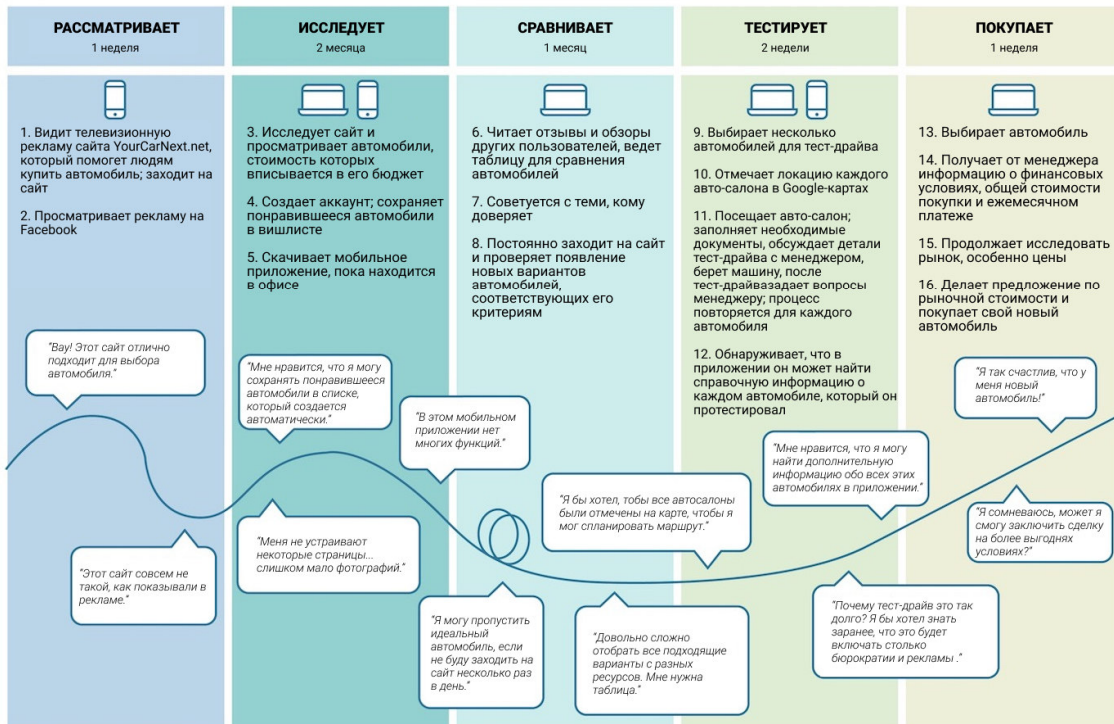 РАССМАТРИВАЕТ
1 неделя
ИССЛЕДУЕТ
2 месяца
СРАВНИВАЕТ
1 месяц
ТЕСТИРУЕТ
2 недели
ПОКУПАЕТ
1 неделя
1. Видит телевизионную
рекламу сайта YourCarNext.net,
который помогет людям
купить автомобиль; заходит на
сайт
2. Просматривает рекламу на
Facebook
3. Исследует сайт и
просматривает автомобили,
стоимость которых
вписывается в его бюджет
4. Создает аккаунт; сохраняет
понравившееся автомобили
в вишлисте
5. Скачивает мобильное
приложение, пока находится
в офисе
6. Читает отзывы и обзоры
других пользователей, ведет
таблицу для сравнения
автомобилей
7. Советуется с теми, кому
доверяет
8. Постоянно заходит на сайт
и проверяет появление
новых вариантов
автомобилей,
соответствующих его
критериям
9. Выбирает несколько
автомобилей для тест-драйва
10. Отмечает локацию каждого
авто-салона в Google-картах
11. Посещает авто-салон;
заполняет необходимые
документы, обсуждает детали
тест-драйва с менеджером,
берет машину, после
тест-драйвазадает вопросы
менеджеру; процесс
повторяется для каждого
автомобиля
12. Обнаруживает, что в
приложении он может найти
справочную информацию о
каждом автомобиле, который он
протестировал
13. Выбирает автомобиль
14. Получает от менеджера
информацию о финансовых
условиях, общей стоимости
покупки и ежемесячном
платеже
15. Продолжает исследовать
рынок, особенно цены
16. Делает предложение по
рыночной стоимости и
покупает свой новый
автомобиль
"Вау! Этот сайт отлично
подходит для выбора
автомобиля."
"Этот сайт совсем не
такой, как показывали в
рекламе."
"Мне нравится, что я могу
сохранять понравившееся
автомобили в списке,
который создается
автоматически."
"Меня не устраивают
некоторые страницы...
слишком мало фотографий."
"В этом мобильном
приложении нет
многих функций."
"Я могу пропустить
идеальный
автомобиль, если
не буду заходить на
сайт несколько раз
в день."
"Я бы хотел, тобы все автосалоны
были отмечены на карте, чтобы я
мог спланировать маршрут."
"Довольно сложно
отобрать все подходящие
варианты с разных
ресурсов. Мне нужна
таблица."
"Мне нравится, что я могу
найти дополнительную
информацию обо всех этих
автомобилях в приложении."
"Почему тест-драйв это так
долго? Я бы хотел знать
заранее, что это будет
включать столько
бюрократии и рекламы ."
"Я так счастлив, что у
меня новый
автомобиль!"
"Я сомневаюсь, может я
смогу заключить сделку
на более выгоднях
условиях?"